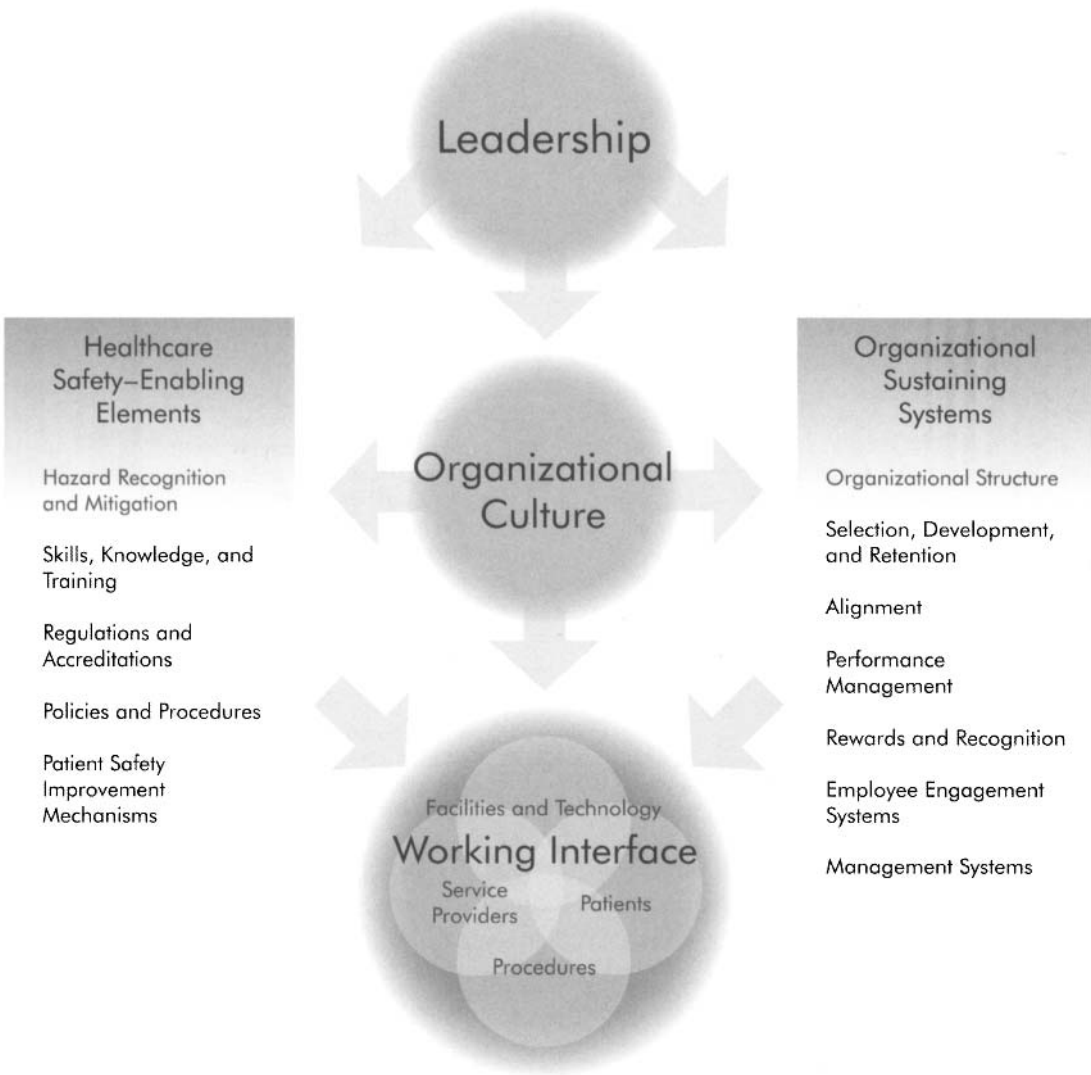 Leadership
Healthcare
Safety–Enabling
Elements
Hazard Recognition
and Mitigation
Skills, Knowledge, and
Training
Regulations and
Accreditations
Policies and Procedures
Patient Safety
Improvement
Mechanisms
Organizational
Culture
Organizational
Sustaining
Systems
Organizational Structure
Selection, Development,
and Retention
Alignment
Performance
Management
Rewards and Recognition
Employee Engagement
Systems
Management Systems
Facilities and Technology
Working Interface
Service
Providers
Patients
Procedures